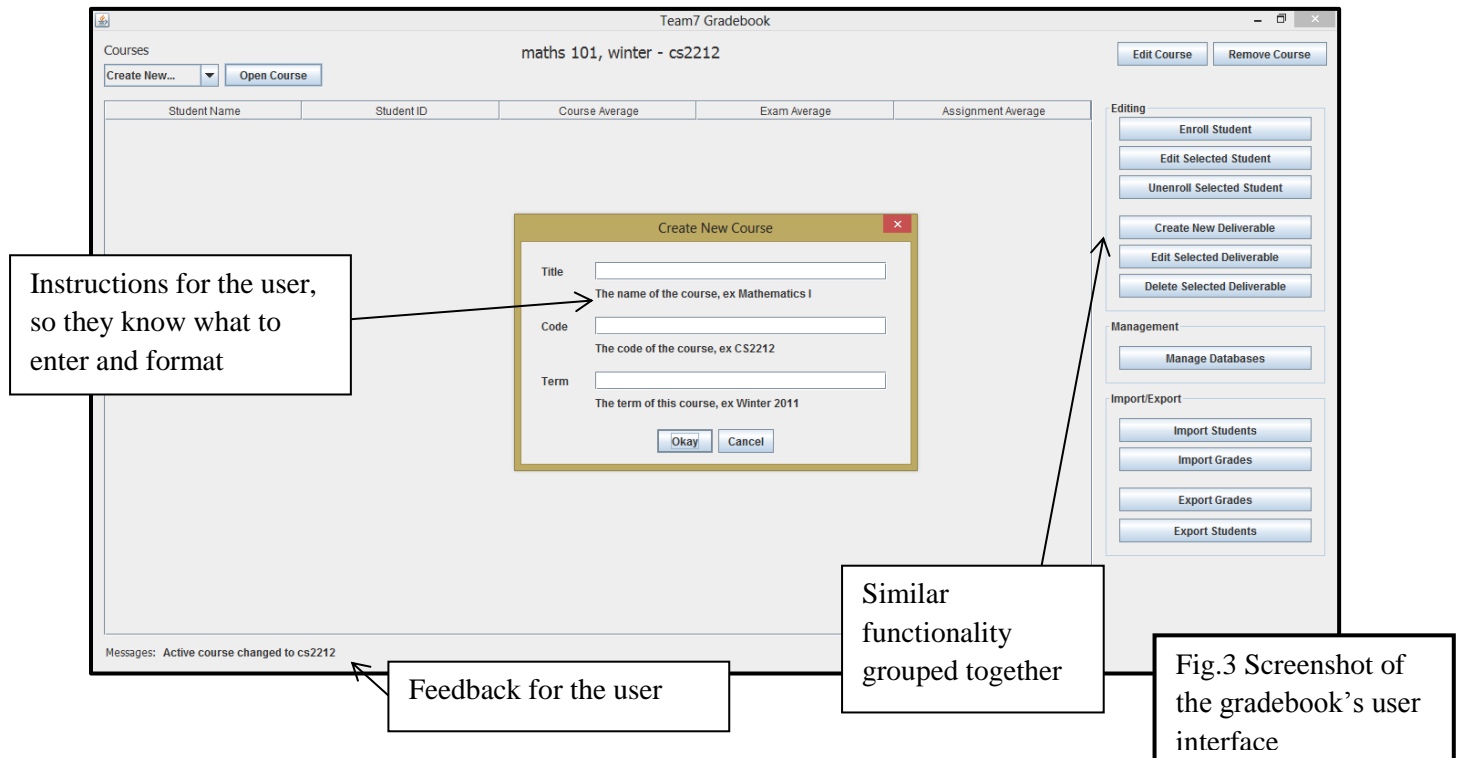 Team7 Gradebook
Courses
maths 101, winter - cs2212
Edit Course
Remove Course
Create New...
Open Course
Student Name
Student ID
Course Average
Exam Average
Assignment Average
Editing
Enroll Student
Edit Selected Student
Unenroll Selected Student
Create New Deliverable
Edit Selected Deliverable
Delete Selected Deliverable
Management
Manage Databases
Import/Export
Import Students
Import Grades
Export Grades
Export Students
Create New Course
Title
The name of the course, ex Mathematics I
Code
The code of the course, ex CS2212
Term
The term of this course, ex Winter 2011
Okay
Cancel
Instructions for the user,
so they know what to
enter and format
Similar
functionality
grouped together
Messages: Active course changed to cs2212
Feedback for the user
Fig.3 Screenshot of
the gradebook’s user
interface